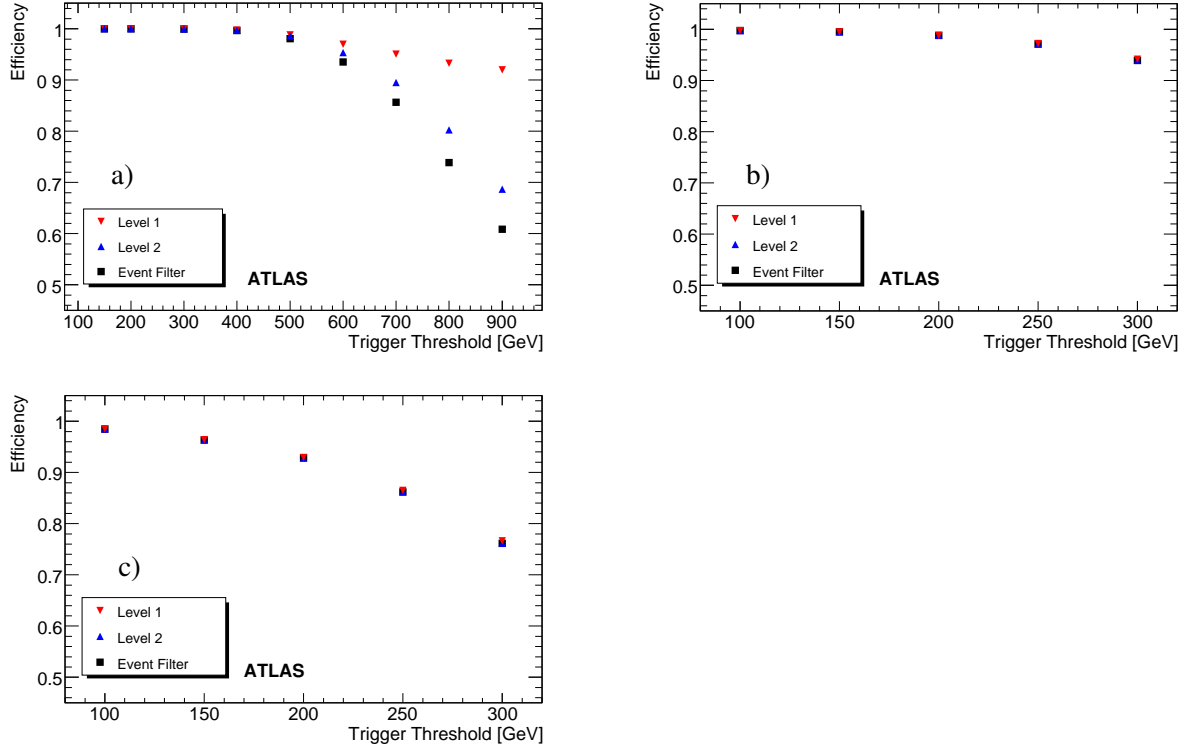 Efficiency
1
0 9
0 8
0.7
0.6
0 5
a)
Level 1
Level 2
Event Filter
ATLAS
100 200 300 400 500 600 700 800 900
Trigger Threshold [GeV]
Efficiency
1
0.9
0.8
0.7
0.6
0.5
b)
Level 1
Level 2
Event Filter
ATLAS
100 150 200 250 300
Trigger Threshold [GeV]
Efficiency
1
0.9
0.8
0.7
0.6
0.5
c)
Level 1
Level 2
Event Filter
ATLAS
100 150 200 250 300
Trigger Threshold [GeV]